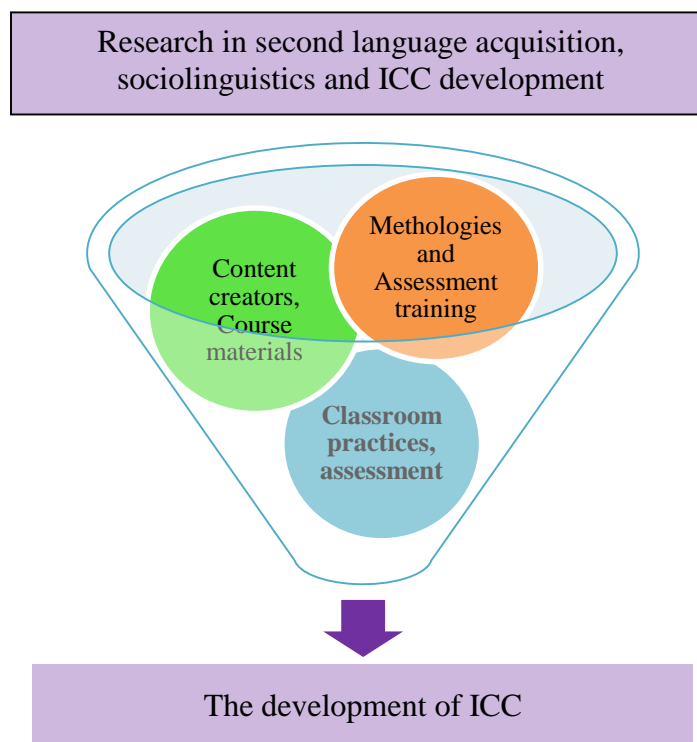 Research in second language acquisition,
sociolinguistics and ICC development
Content
creators,
Course
materials
Methologies
and
Assessment
training
Classroom
practices,
assessment
The development of ICC